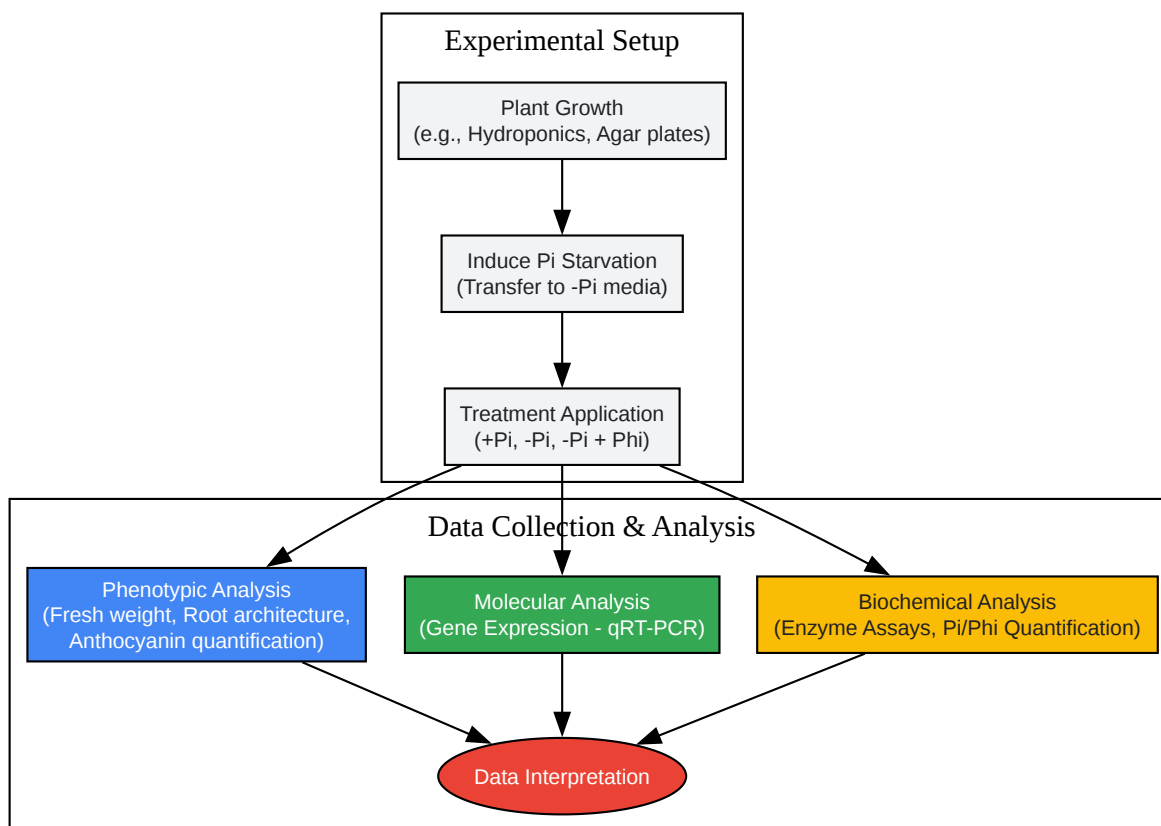 Experimental Setup
Plant Growth
(e.g., Hydroponics, Agar plates)
Induce Pi Starvation
(Transfer to -Pi media)
Treatment Application
(+Pi, -Pi, -Pi + Phi)
Data Collection & Analysis
Phenotypic Analysis
(Fresh weight, Root architecture,
Anthocyanin quantification)
Molecular Analysis
(Gene Expression - qRT-PCR)
Biochemical Analysis
(Enzyme Assays, Pi/Phi Quantification)
Data Interpretation